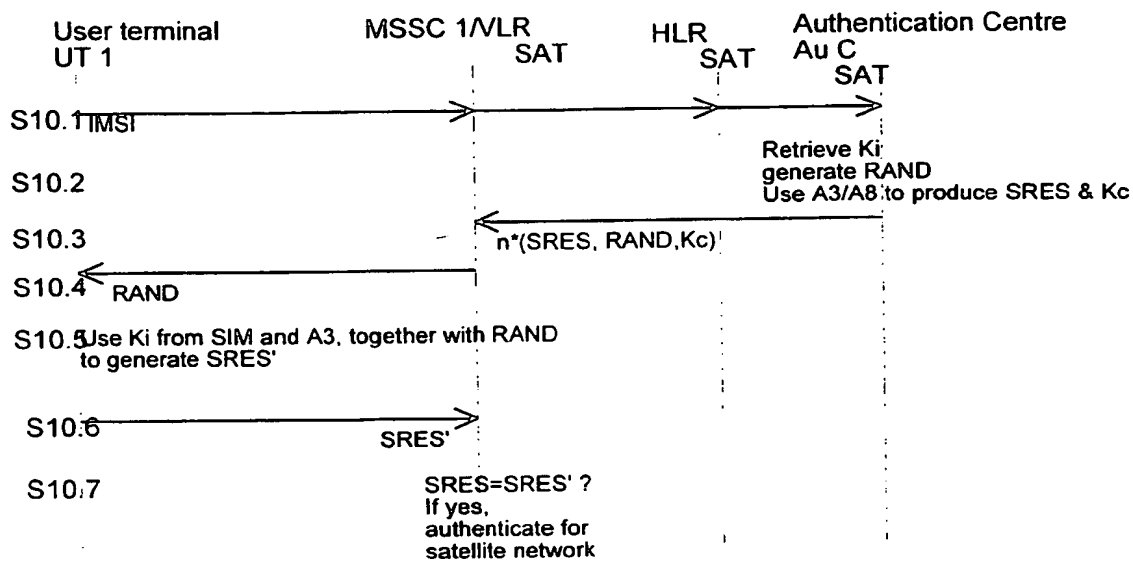 User terminal
UT 1
MSSC 1/VLR
SAT
HLR
SAT
Authentication Centre
Au C
SAT
S10.1
IMSI
S10.2
Retrieve Ki
generate RAND
Use A3/A8 to produce SRES & Kc
S10.3
n*(SRES, RAND,Kc)
S10.4
RAND
S10.5
Use Ki from SIM and A3, together with RAND
to generate SRES'
S10.6
SRES'
S10.7
SRES=SRES' ?
If yes,
authenticate for
satellite network